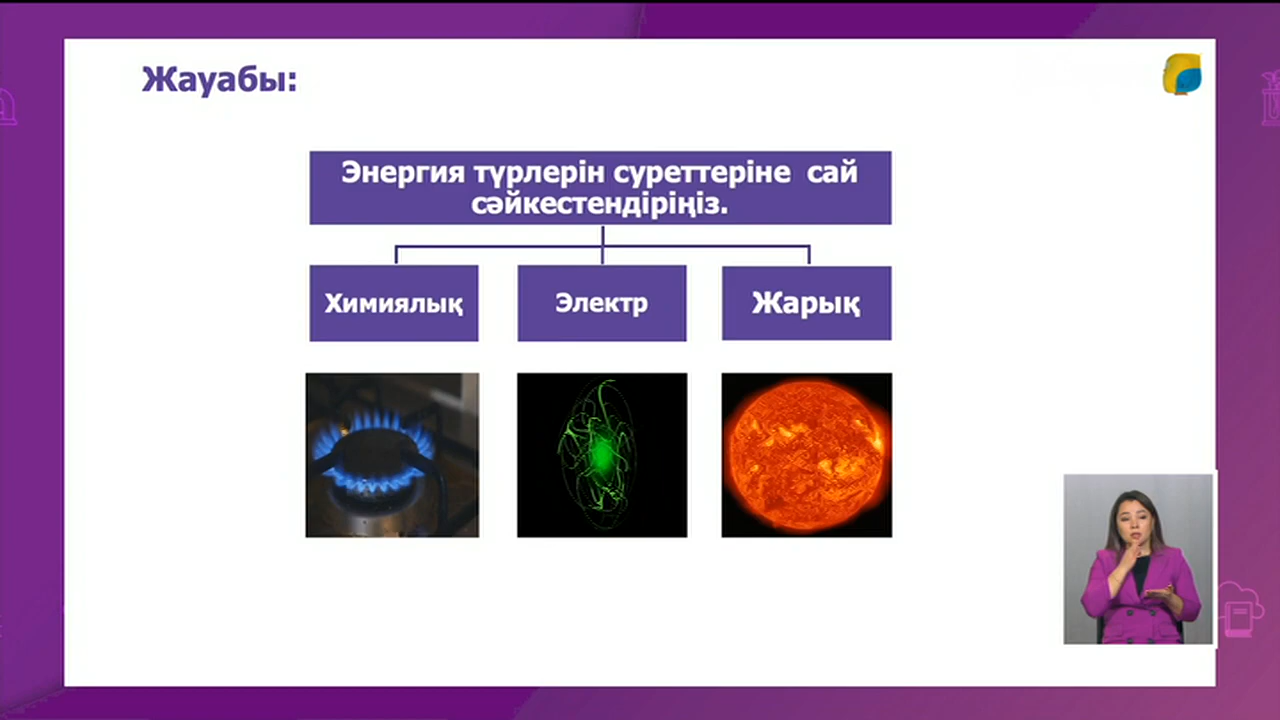 Жауабы:
Энергия түрлерін суреттеріне сай
сәйкестендіріңіз.
Химиялық
Электр
Жарық